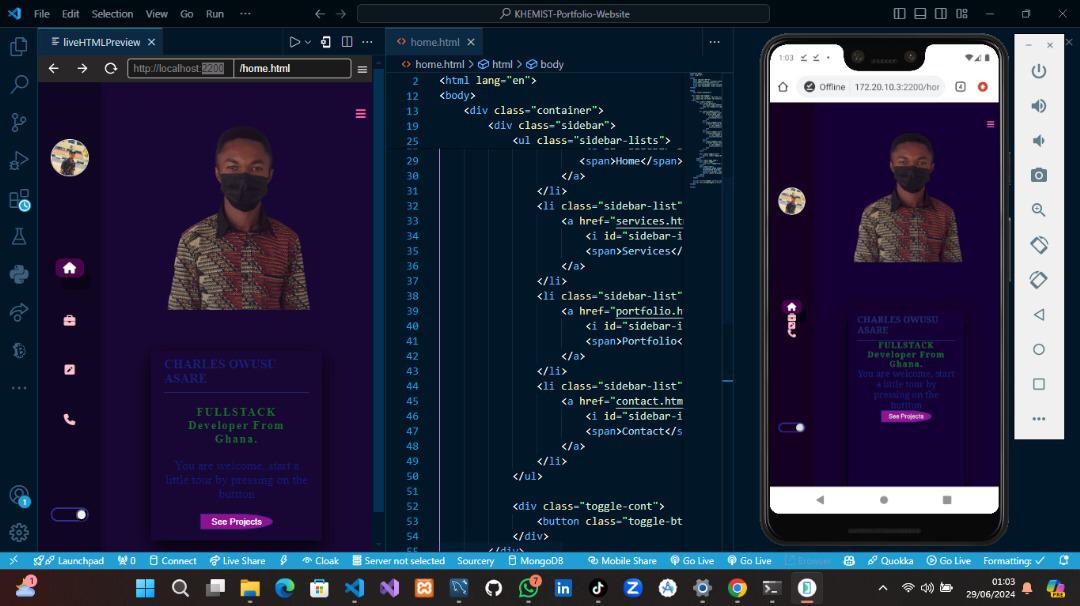 File Edit Selection View Go Run ··· KHEMIST-Portfolio-Website
liveHTMLPreview
http://localhost:2200 /home.html
CHARLES OWUSU
ASARE
FULLSTACK
Developer From
Ghana.
You are welcome, start a
little tour by pressing on the
buttton
See Projects
home.html
home.html > html > body
2 <html lang="en">
12 <body>
13 <div class="container">
19 <div class="sidebar">
25 <ul class="sidebar-lists">
29 <span>Home</span>
30 </a>
31 </li>
32 <li class="sidebar-list"
33 <a href="services.htm
34 <i id="sidebar-i
35 <span>Services</
36 </a>
37 </li>
38 <li class="sidebar-list"
39 <a href="portfolio.h
40 <i id="sidebar-i
41 <span>Portfolio<
42 </a>
43 </li>
44 <li class="sidebar-list"
45 <a href="contact.htm
46 <i id="sidebar-i
47 <span>Contact</s
48 </a>
49 </li>
50 </ul>
51
52 <div class="toggle-cont">
53 <button class="toggle-bt
54 </div>
55 </div>
1:03
Offline 172.20.10.3:2200/hor 4
CHARLES OWUSU
ASARE
FULLSTACK
Developer From
Ghana.
You are welcome, start
a little tour by
pressing on the
buttton
See Projects
Launchpad 0 Connect Live Share Cloak Server not selected Sourcery MongoDB Mobile Share Go Live Go Live Browser Quokka Go Live Formatting: ✓
01:03
29/06/2024